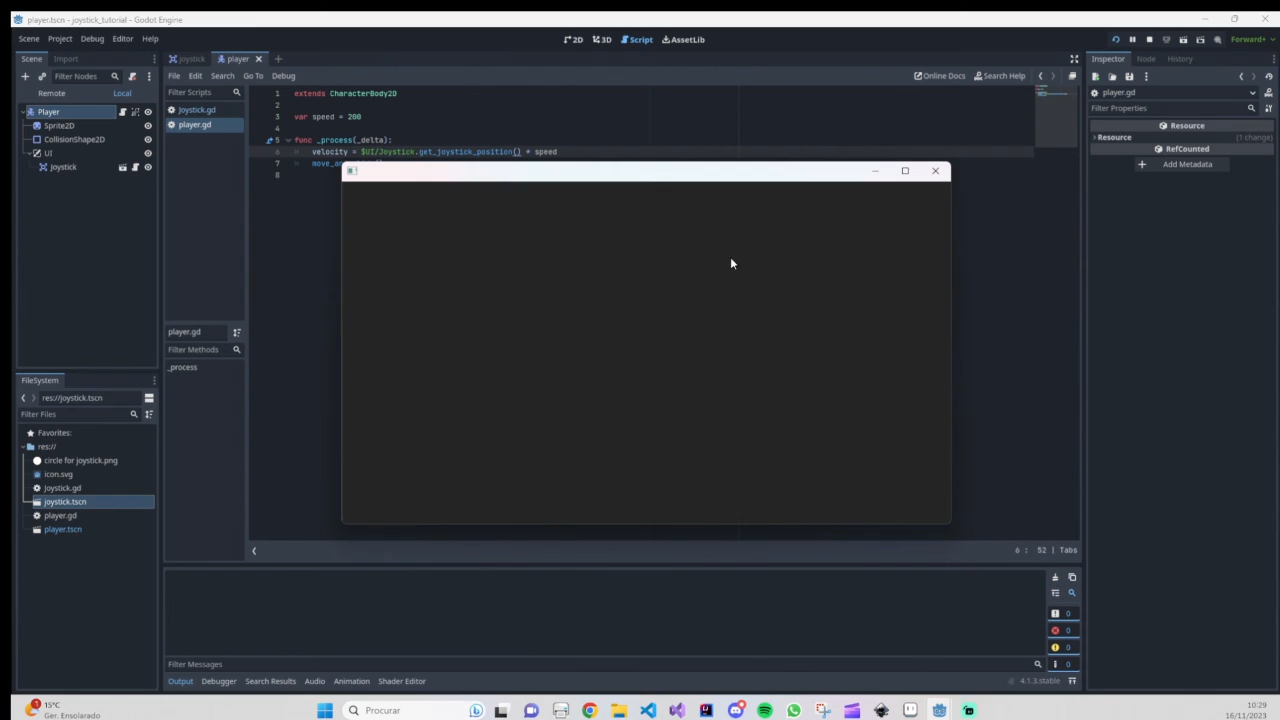 player.tscn - joystick_tutorial - Godot Engine
Scene Project Debug Editor Help
2D 3D Script AssetLib
Forward+
Scene Import
Filter Nodes
Remote Local
Player
Sprite2D
CollisionShape2D
UI
Joystick
joystick player
File Edit Search Go To Debug
Online Docs Search Help
Filter Scripts
Joystick.gd
player.gd
1 extends CharacterBody2D
2
3 var speed = 200
4
5 func _process(_delta):
6 velocity = $UI/Joystick.get_joystick_position() * speed
7
8
player.gd
Filter Methods
_process
6 : 52 | Tabs
FileSystem
res://joystick.tscn
Filter Files
Favorites:
res://
circle for joystick.png
icon.svg
Joystick.gd
joystick.tscn
player.gd
player.tscn
0
0
0
0
Filter Messages
Output Debugger Search Results Audio Animation Shader Editor
4.1.3.stable
Inspector Node History
player.gd
Filter Properties
Resource
Resource (1 change)
RefCounted
Add Metadata
1
15°C
Ger. Ensolarado
Procurar
10:29
16/11/2023